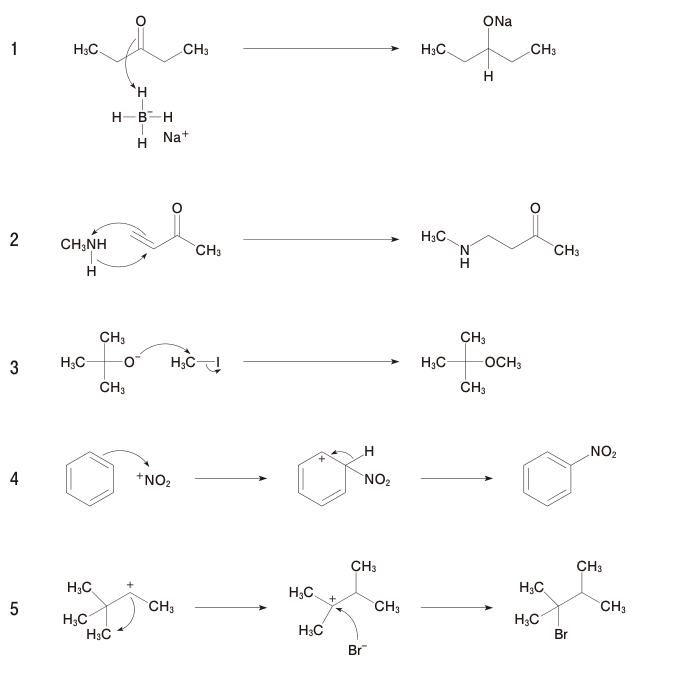 O ONa
1 H₃C CH₃ H₃C CH₃
H H
H B⁻ H
H Na⁺
O O
2 CH₃NH CH₃ H₃C N CH₃
H H
CH₃ CH₃
3 H₃C O⁻ H₃C I H₃C OCH₃
CH₃ CH₃
H NO₂
4 ⁺NO₂ + NO₂
CH₃ CH₃
H₃C + H₃C + H₃C
5 H₃C CH₃ CH₃ H₃C CH₃
H₃C H₃C Br
Br⁻